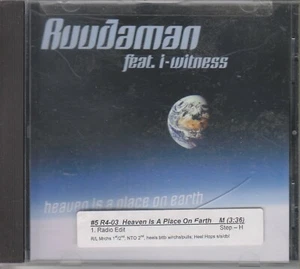 Ruudaman
feat. i-witness
heaven is a place on earth
#5 R4-03 Heaven Is A Place On Earth M (3:36)
1. Radio Edit Step – H